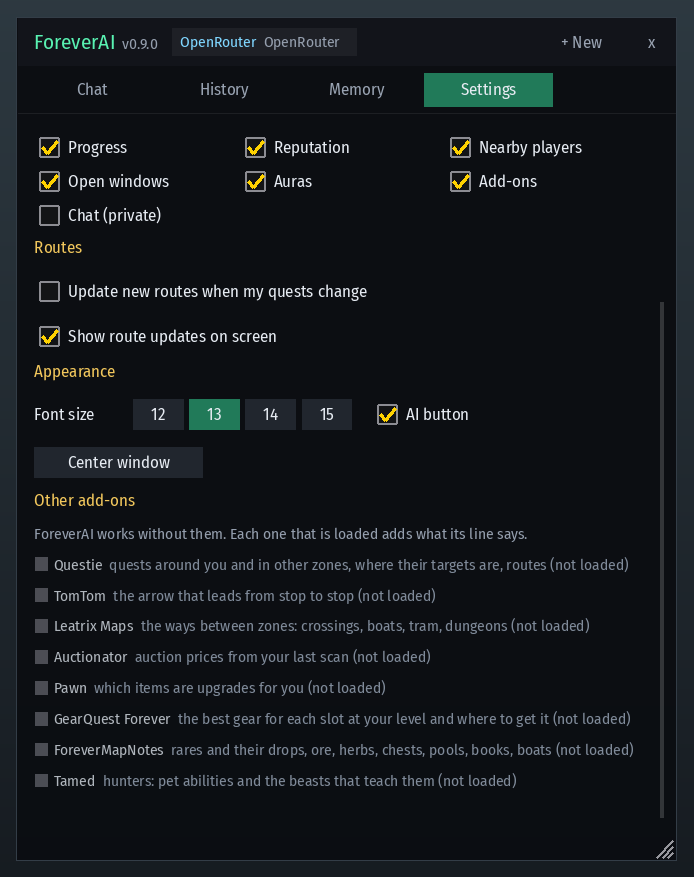 ForeverAI v0.9.0 OpenRouter OpenRouter + New x
Chat History Memory Settings
Progress Reputation Nearby players
Open windows Auras Add-ons
Chat (private)
Routes
Update new routes when my quests change
Show route updates on screen
Appearance
Font size 12 13 14 15 AI button
Center window
Other add-ons
ForeverAI works without them. Each one that is loaded adds what its line says.
Questie quests around you and in other zones, where their targets are, routes (not loaded)
TomTom the arrow that leads from stop to stop (not loaded)
Leatrix Maps the ways between zones: crossings, boats, tram, dungeons (not loaded)
Auctionator auction prices from your last scan (not loaded)
Pawn which items are upgrades for you (not loaded)
GearQuest Forever the best gear for each slot at your level and where to get it (not loaded)
ForeverMapNotes rares and their drops, ore, herbs, chests, pools, books, boats (not loaded)
Tamed hunters: pet abilities and the beasts that teach them (not loaded)